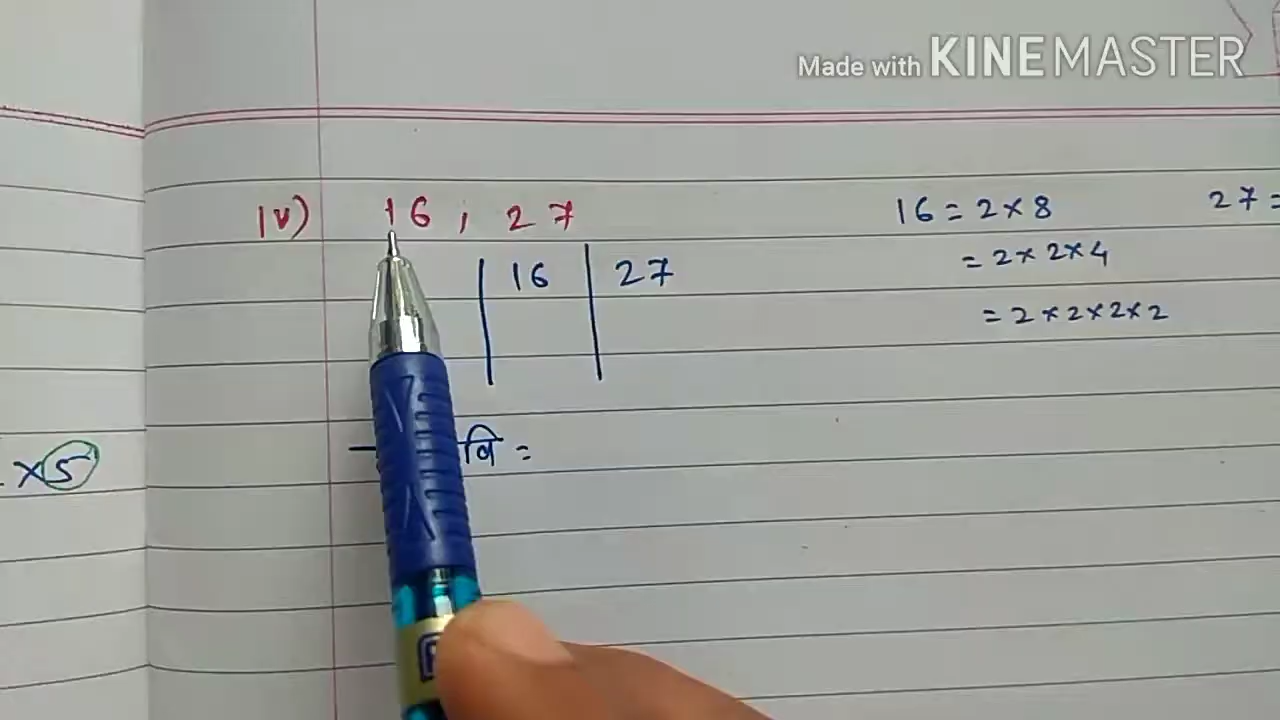 Made with KINEMASTER
iv) 16 ; 27
16 = 2 × 8
27 =
16 | 27
= 2 × 2 × 4
= 2 × 2 × 2 × 2
वि =
× 5